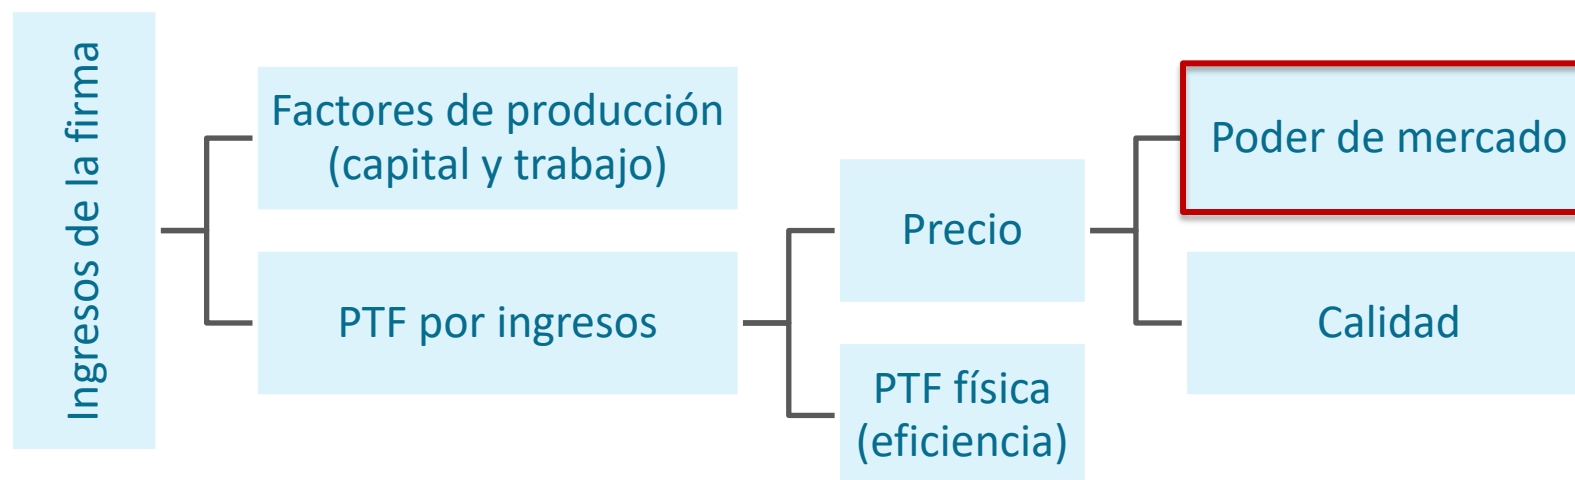 Ingresos de la firma
Factores de producción
(capital y trabajo)
PTF por ingresos
Precio
PTF física
(eficiencia)
Poder de mercado
Calidad